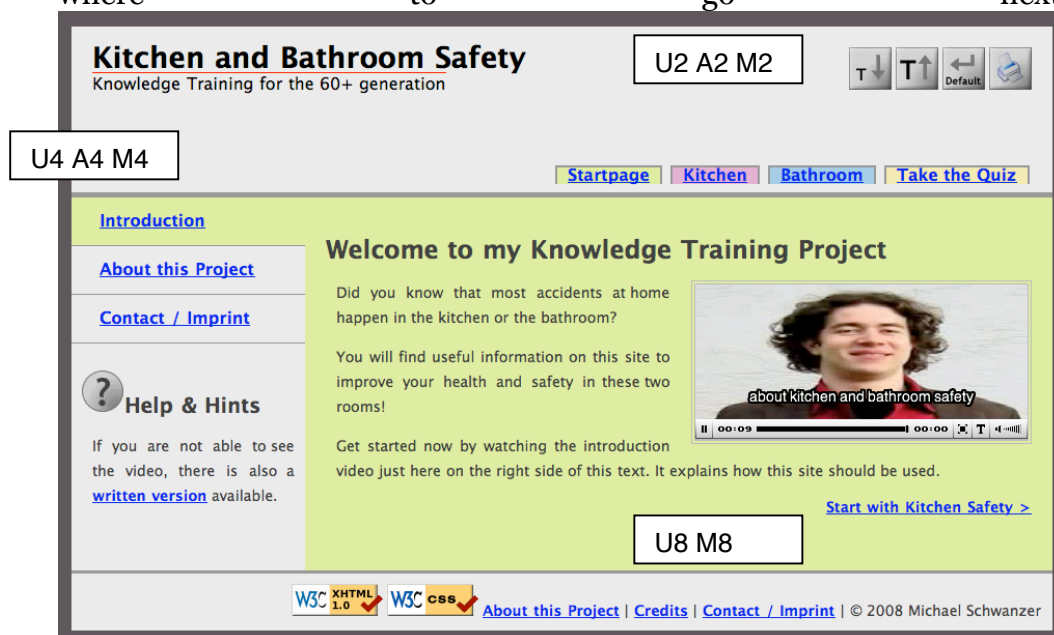 where to go next
Kitchen and Bathroom Safety
Knowledge Training for the 60+ generation
U2 A2 M2
T T Default
U4 A4 M4
Startpage Kitchen Bathroom Take the Quiz
Introduction
About this Project
Contact / Imprint
? Help & Hints
If you are not able to see
the video, there is also a
written version available.
Welcome to my Knowledge Training Project
Did you know that most accidents at home
happen in the kitchen or the bathroom?
You will find useful information on this site to
improve your health and safety in these two
rooms!
Get started now by watching the introduction
video just here on the right side of this text. It explains how this site should be used.
about kitchen and bathroom safety
00:09 00:00 T
Start with Kitchen Safety >
U8 M8
W3C XHTML 1.0 W3C css
About this Project | Credits | Contact / Imprint | © 2008 Michael Schwanzer